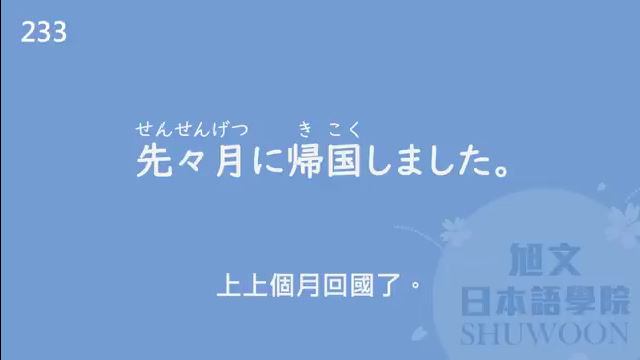 233
せんせんげつ きこく
先々月に帰国しました。
上上個月回國了。
旭文
日本語學院
SHUWOON